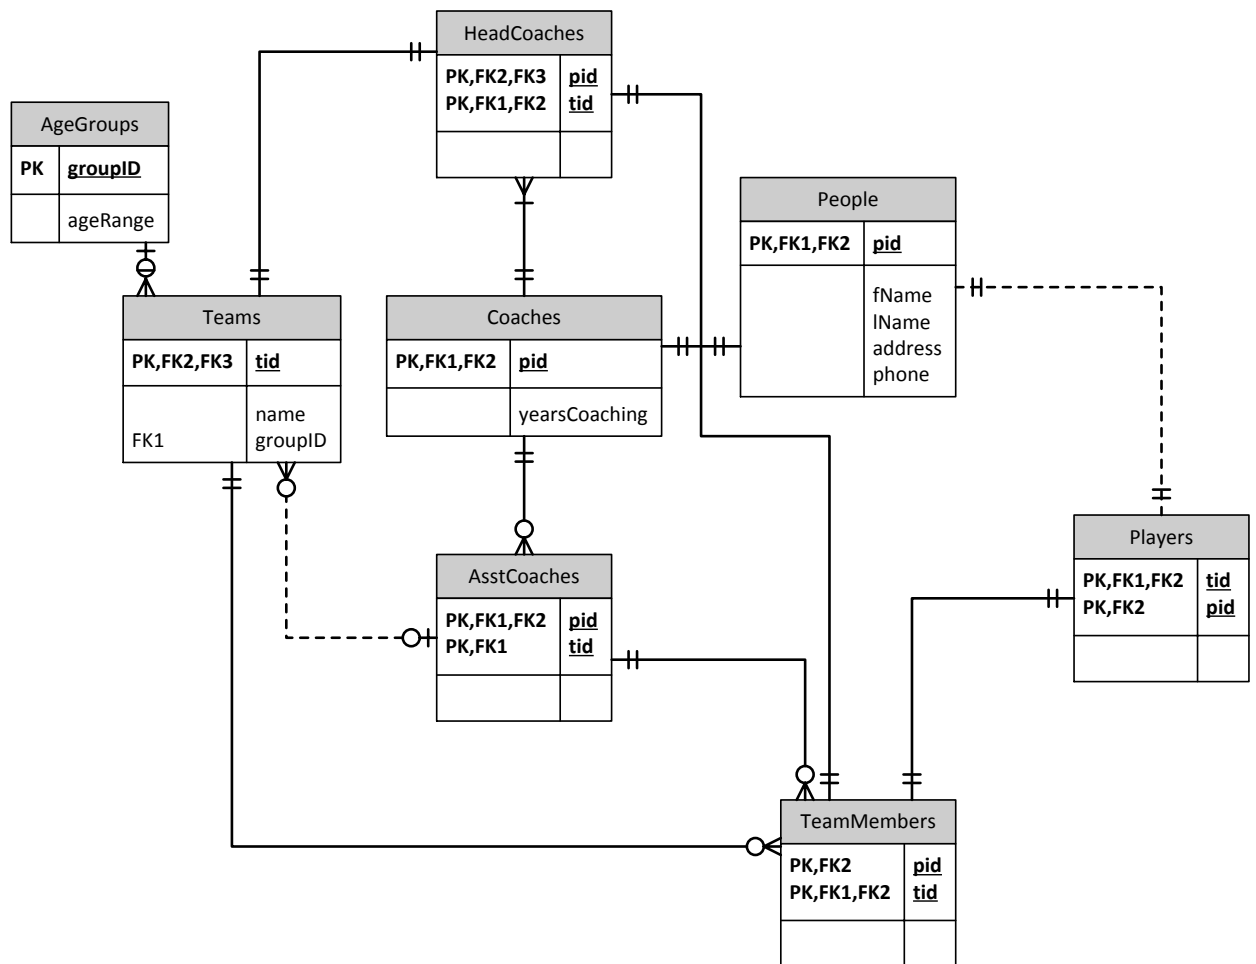 HeadCoaches
PK,FK2,FK3 pid
PK,FK1,FK2 tid
AgeGroups
PK groupID
ageRange
People
PK,FK1,FK2 pid
fName
lName
address
phone
Teams
PK,FK2,FK3 tid
name
FK1 groupID
Coaches
PK,FK1,FK2 pid
yearsCoaching
AsstCoaches
PK,FK1,FK2 pid
PK,FK1 tid
Players
PK,FK1,FK2 tid
PK,FK2 pid
TeamMembers
PK,FK2 pid
PK,FK1,FK2 tid